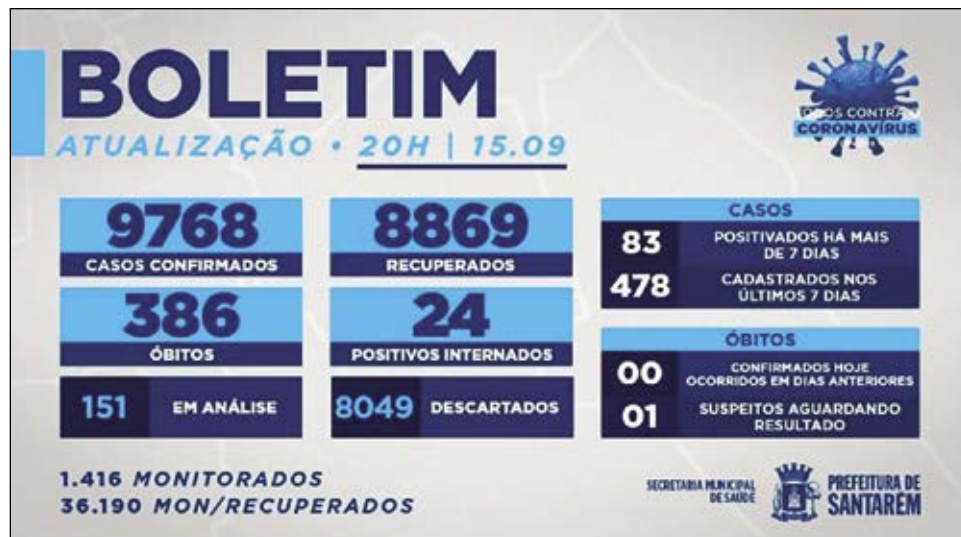 BOLETIM
ATUALIZAÇÃO • 20H | 15.09
TODOS CONTRA O
CORONAVÍRUS
9768
CASOS CONFIRMADOS
8869
RECUPERADOS
386
ÓBITOS
24
POSITIVOS INTERNADOS
151 EM ANÁLISE
8049 DESCARTADOS
CASOS
83 POSITIVADOS HÁ MAIS
DE 7 DIAS
478 CADASTRADOS NOS
ÚLTIMOS 7 DIAS
ÓBITOS
00 CONFIRMADOS HOJE
OCORRIDOS EM DIAS ANTERIORES
01 SUSPEITOS AGUARDANDO
RESULTADO
1.416 MONITORADOS
36.190 MON/RECUPERADOS
SECRETARIA MUNICIPAL
DE SAÚDE
PREFEITURA DE
SANTARÉM